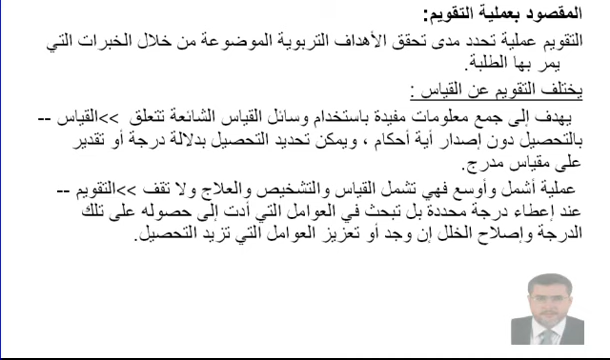 المقصود بعملية التقويم:
التقويم عملية تحدد مدى تحقق الأهداف التربوية الموضوعة من خلال الخبرات التي
يمر بها الطلبة.
يختلف التقويم عن القياس :
يهدف إلى جمع معلومات مفيدة باستخدام وسائل القياس الشائعة تتعلق >>القياس --
بالتحصيل دون إصدار أية أحكام ، ويمكن تحديد التحصيل بدلالة درجة أو تقدير
على مقياس مدرج.
عملية أشمل وأوسع فهي تشمل القياس والتشخيص والعلاج ولا تقف >>التقويم --
عند إعطاء درجة محددة بل تبحث في العوامل التي أدت إلى حصوله على تلك
الدرجة وإصلاح الخلل إن وجد أو تعزيز العوامل التي تزيد التحصيل.